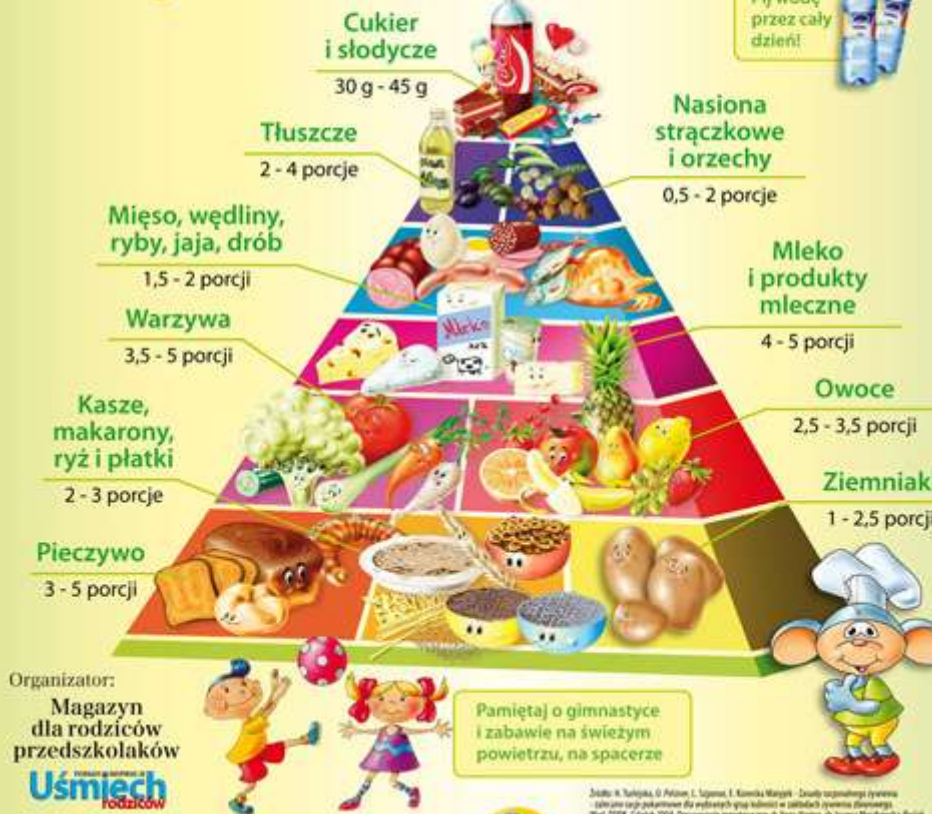 Cukier
i słodycze
30 g - 45 g
przez cały
dzień!
Tłuszcze
2 - 4 porcje
Nasiona
strączkowe
i orzechy
0,5 - 2 porcje
Mięso, wędliny,
ryby, jaja, drób
1,5 - 2 porcji
Mleko
i produkty
mleczne
4 - 5 porcji
Mleko
Warzywa
3,5 - 5 porcji
Owoce
2,5 - 3,5 porcji
Kasze,
makarony,
ryż i płatki
2 - 3 porcje
Ziemniak
1 - 2,5 porcji
Pieczywo
3 - 5 porcji
Organizator:
Magazyn
dla rodziców
przedszkolaków
Uśmiech
rodziców
Pamiętaj o gimnastyce
i zabawie na świeżym
powietrzu, na spacerze